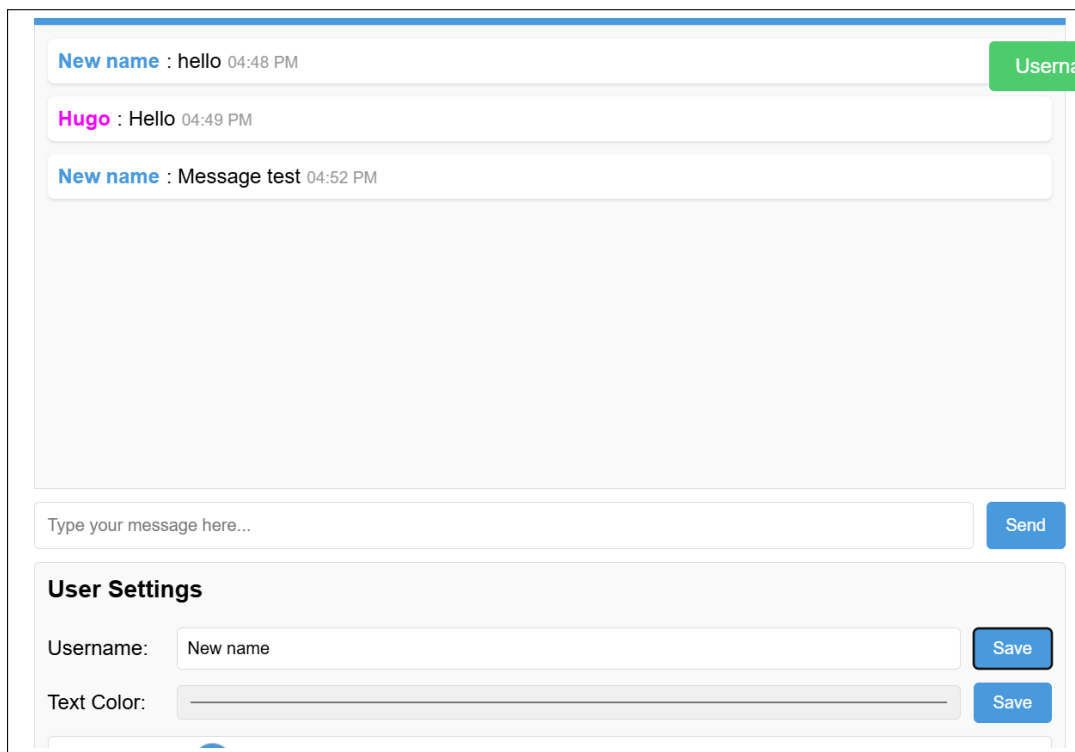 New name : hello 04:48 PM
Userna
Hugo : Hello 04:49 PM
New name : Message test 04:52 PM
Type your message here...
Send
User Settings
Username:
New name
Save
Text Color:
Save